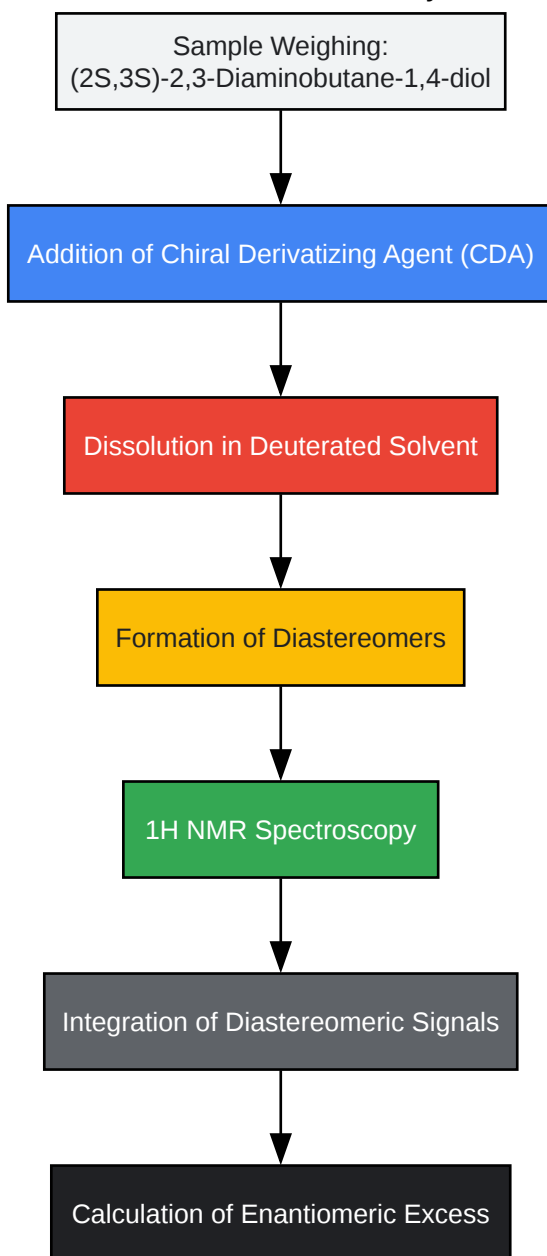 Sample Weighing:
(2S,3S)-2,3-Diaminobutane-1,4-diol
Addition of Chiral Derivatizing Agent (CDA)
Dissolution in Deuterated Solvent
Formation of Diastereomers
1H NMR Spectroscopy
Integration of Diastereomeric Signals
Calculation of Enantiomeric Excess